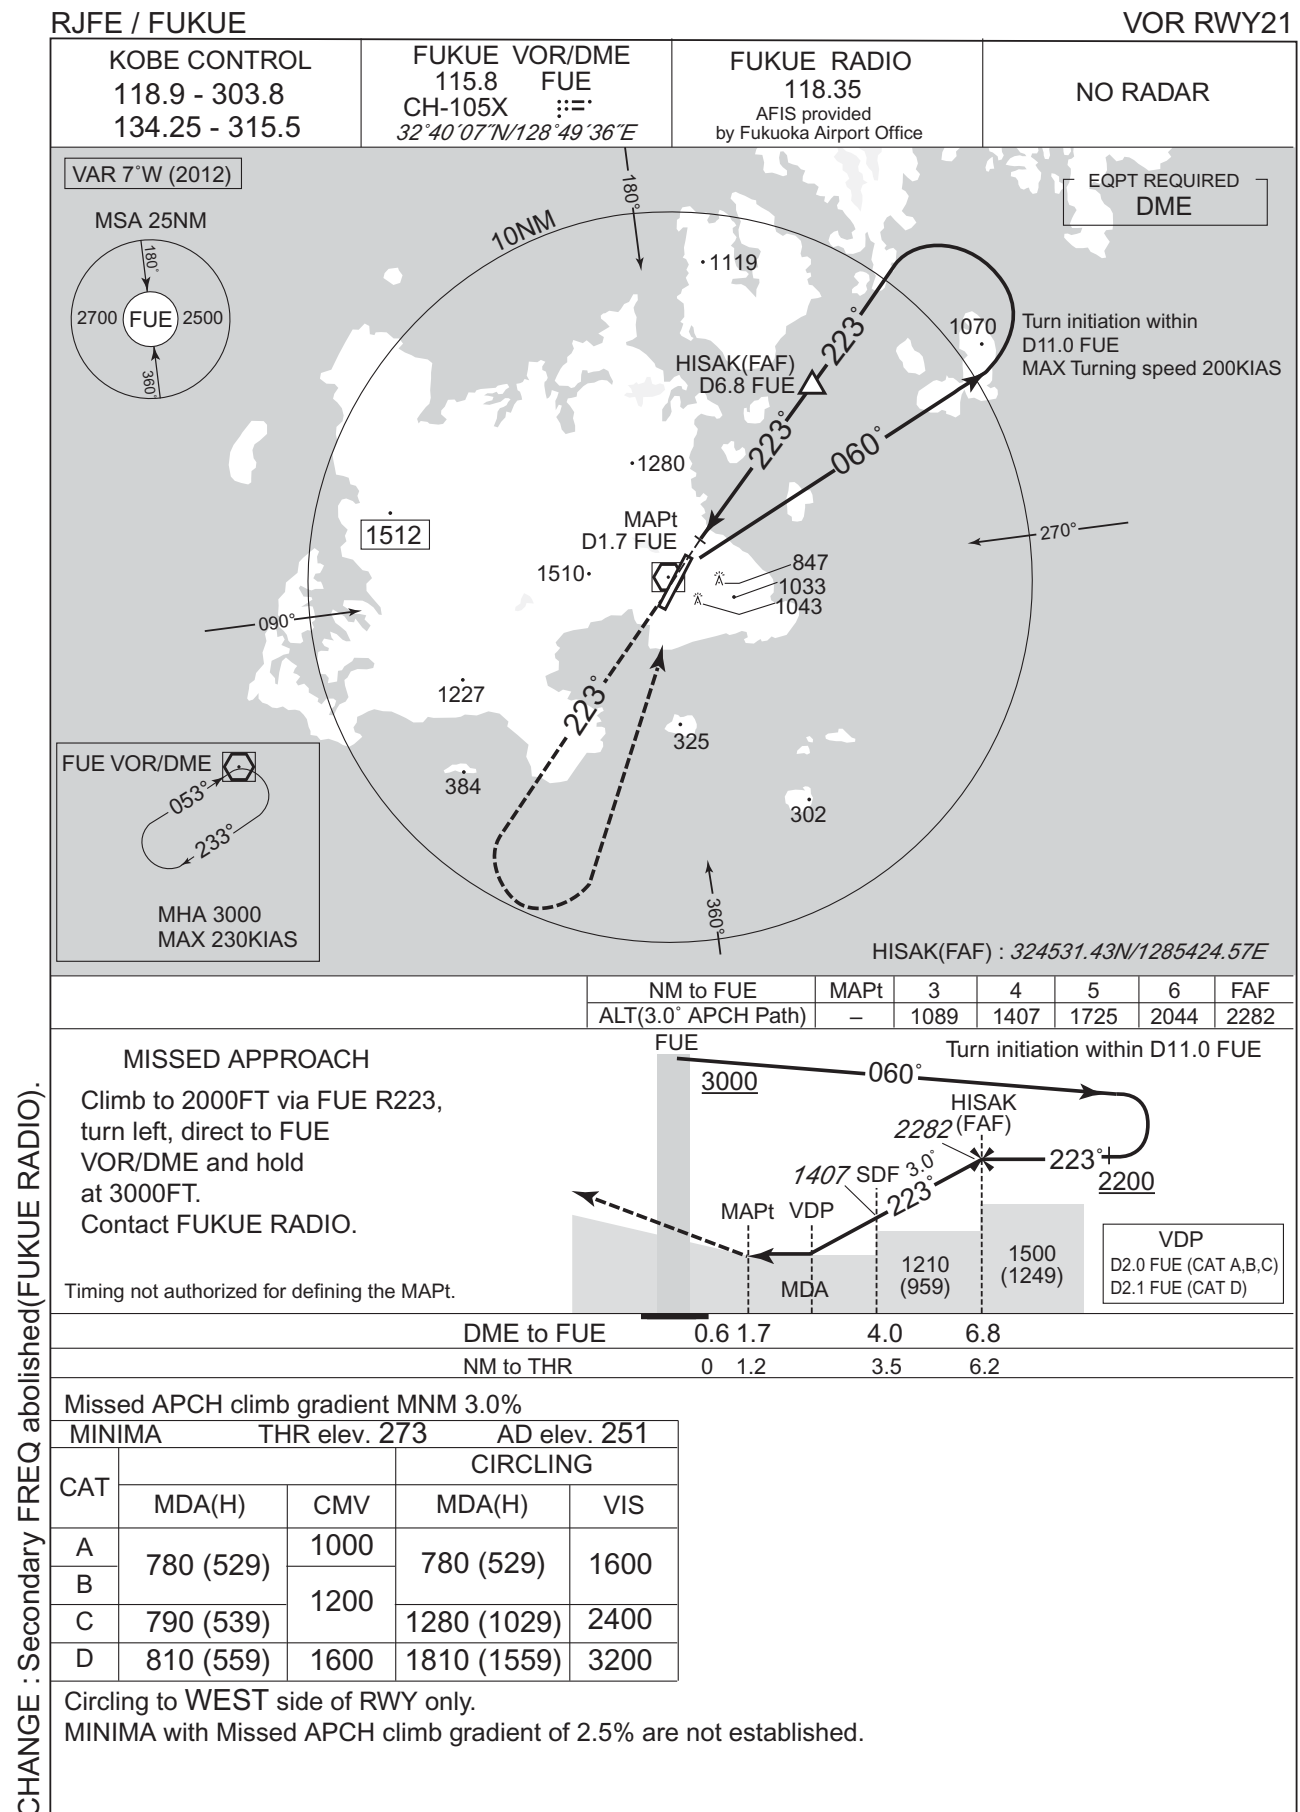 RJFE / FUKUE
VOR RWY21
KOBE CONTROL
118.9 - 303.8
134.25 - 315.5
FUKUE VOR/DME
115.8 FUE
CH-105X
32°40´07˝N/128°49´36˝E
FUKUE RADIO
118.35
AFIS provided
by Fukuoka Airport Office
NO RADAR
VAR 7°W (2012)
MSA 25NM
180°
2700 FUE 2500
360°
180°
10NM
EQPT REQUIRED
DME
1119
223°
1070
Turn initiation within
D11.0 FUE
MAX Turning speed 200KIAS
HISAK(FAF)
D6.8 FUE
223°
060°
1280
1512
MAPt
D1.7 FUE
270°
1510
847
1033
1043
090°
1227
223°
325
384
302
FUE VOR/DME
053°
233°
MHA 3000
MAX 230KIAS
360°
HISAK(FAF) : 324531.43N/1285424.57E
NM to FUE MAPt 3 4 5 6 FAF
ALT(3.0° APCH Path) – 1089 1407 1725 2044 2282
MISSED APPROACH
Climb to 2000FT via FUE R223,
turn left, direct to FUE
VOR/DME and hold
at 3000FT.
Contact FUKUE RADIO.
Timing not authorized for defining the MAPt.
FUE
Turn initiation within D11.0 FUE
3000
060°
HISAK
(FAF)
2282
223°
2200
1407 SDF 3.0°
223°
MAPt VDP
MDA
1210
(959)
1500
(1249)
VDP
D2.0 FUE (CAT A,B,C)
D2.1 FUE (CAT D)
DME to FUE 0.6 1.7 4.0 6.8
NM to THR 0 1.2 3.5 6.2
Missed APCH climb gradient MNM 3.0%
MINIMA THR elev. 273 AD elev. 251
CAT CIRCLING
MDA(H) CMV MDA(H) VIS
A 780 (529) 1000 780 (529) 1600
B 1200
C 790 (539) 1280 (1029) 2400
D 810 (559) 1600 1810 (1559) 3200
Circling to WEST side of RWY only.
MINIMA with Missed APCH climb gradient of 2.5% are not established.
CHANGE : Secondary FREQ abolished(FUKUE RADIO).